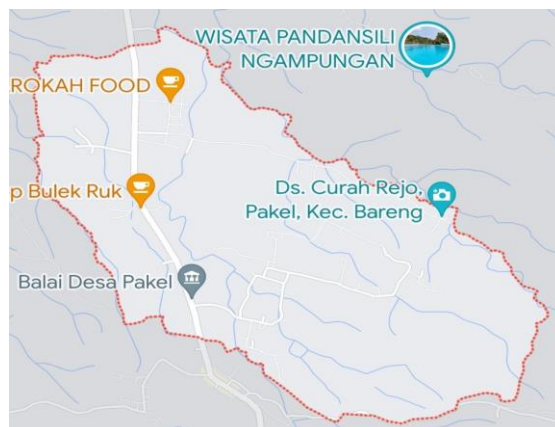 WISATA PANDANSILI
NGAMPUNGAN
ROKAH FOOD
p Bulek Ruk
Ds. Curah Rejo,
Pakel, Kec. Bareng
Balai Desa Pakel